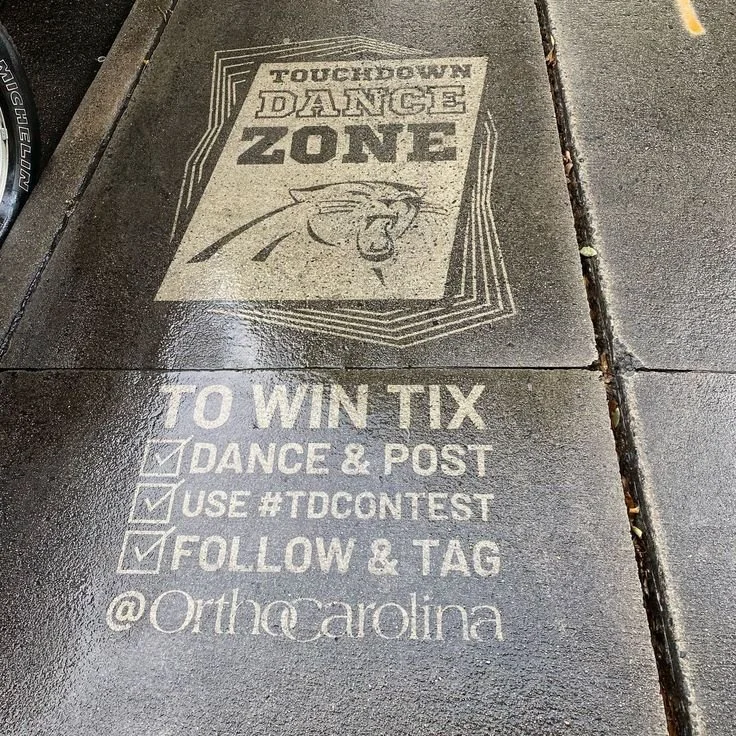 MICHELIN
TOUCHDOWN
DANCE
ZONE
TO WIN TIX
DANCE & POST
USE #TDCONTEST
FOLLOW & TAG
@OrthoCarolina